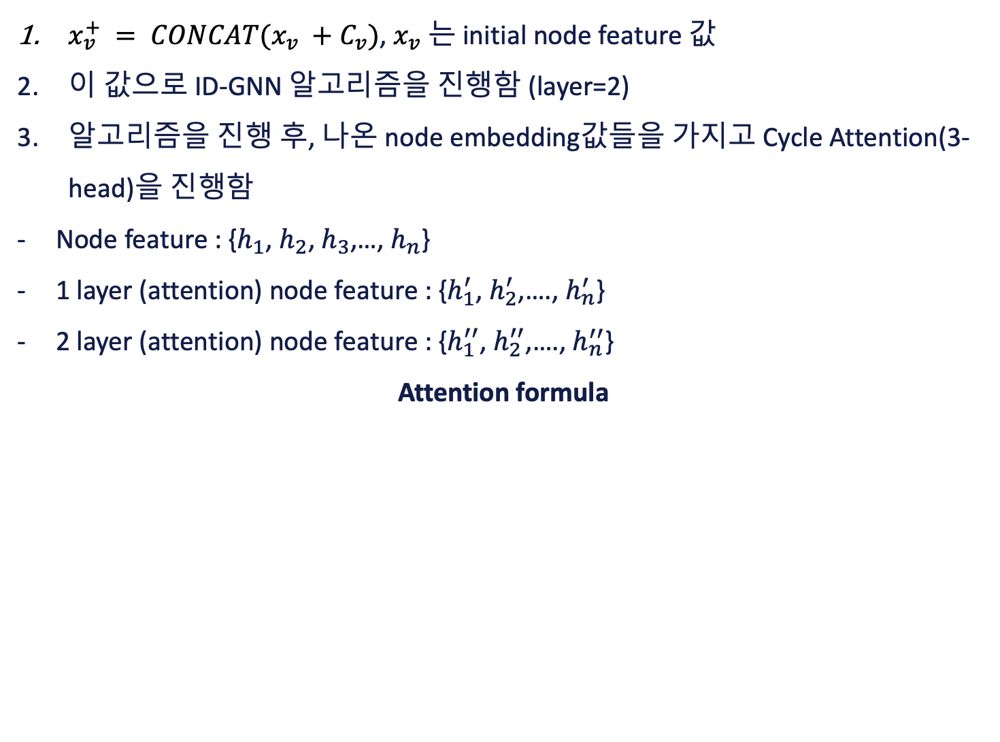 1. x_v^+ = CONCAT(x_v + C_v), x_v 는 initial node feature 값
2. 이 값으로 ID-GNN 알고리즘을 진행함 (layer=2)
3. 알고리즘을 진행 후, 나온 node embedding값들을 가지고 Cycle Attention(3-
head)을 진행함
- Node feature : {h_1, h_2, h_3,..., h_n}
- 1 layer (attention) node feature : {h'_1, h'_2,...., h'_n}
- 2 layer (attention) node feature : {h''_1, h''_2,...., h''_n}
Attention formula